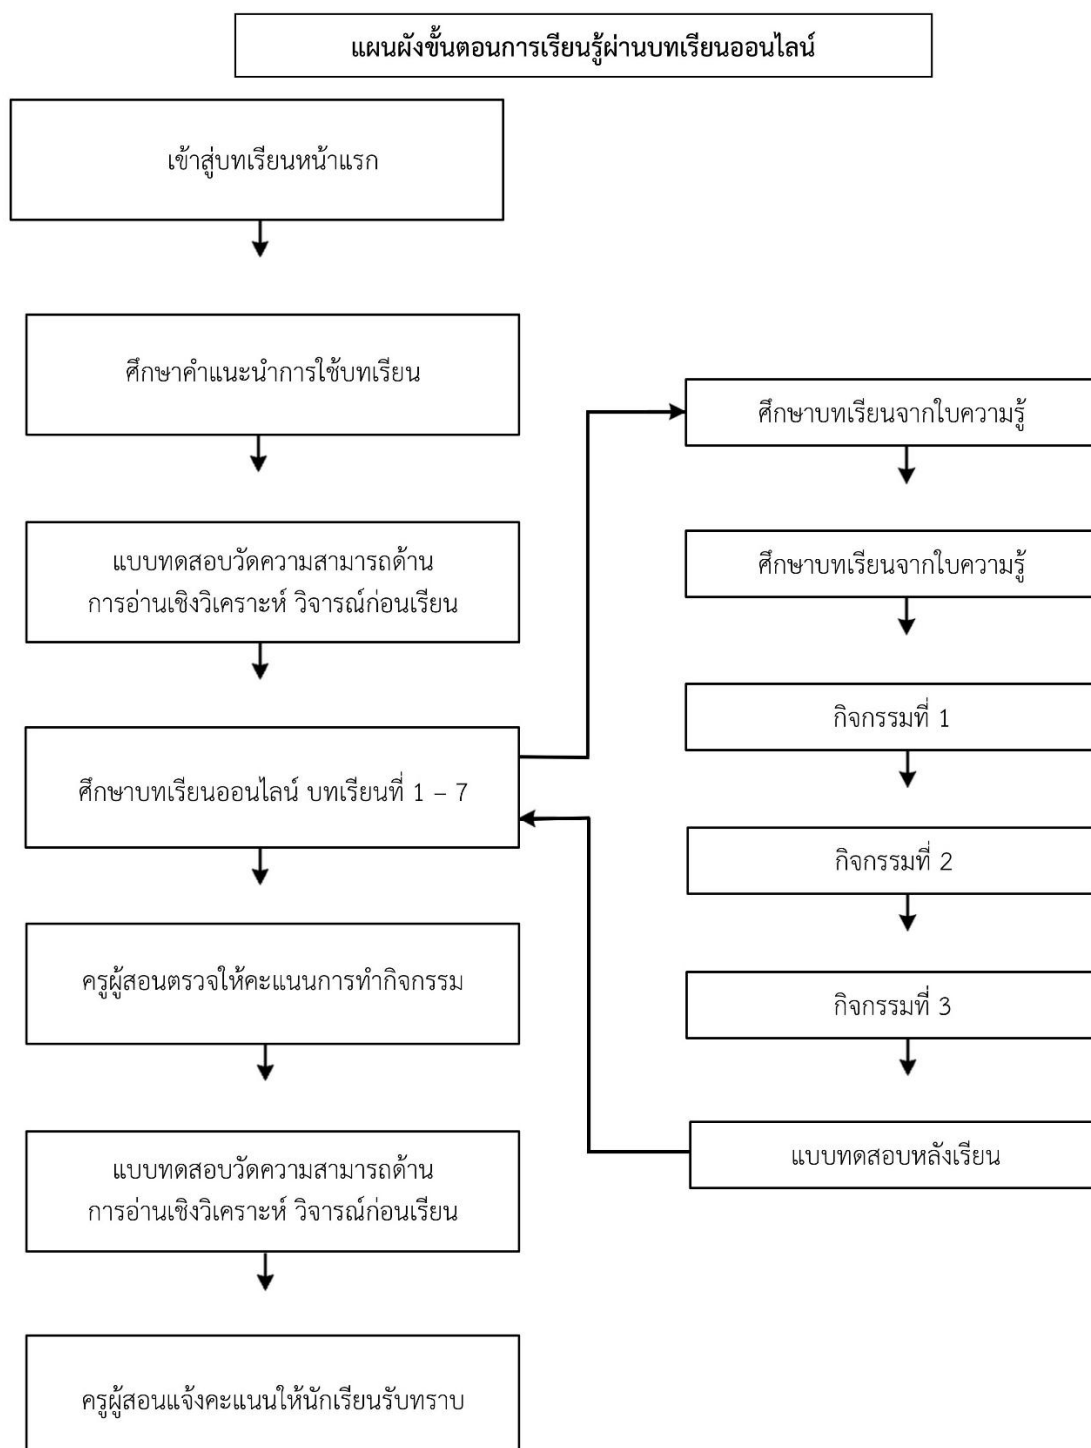 แผนผังขั้นตอนการเรียนรู้ผ่านบทเรียนออนไลน์
เข้าสู่บทเรียนหน้าแรก
ศึกษาคำแนะนำการใช้บทเรียน
แบบทดสอบวัดความสามารถด้าน
การอ่านเชิงวิเคราะห์ วิจารณ์ก่อนเรียน
ศึกษาบทเรียนออนไลน์ บทเรียนที่ 1 – 7
ครูผู้สอนตรวจให้คะแนนการทำกิจกรรม
แบบทดสอบวัดความสามารถด้าน
การอ่านเชิงวิเคราะห์ วิจารณ์ก่อนเรียน
ครูผู้สอนแจ้งคะแนนให้นักเรียนรับทราบ
ศึกษาบทเรียนจากใบความรู้
ศึกษาบทเรียนจากใบความรู้
กิจกรรมที่ 1
กิจกรรมที่ 2
กิจกรรมที่ 3
แบบทดสอบหลังเรียน